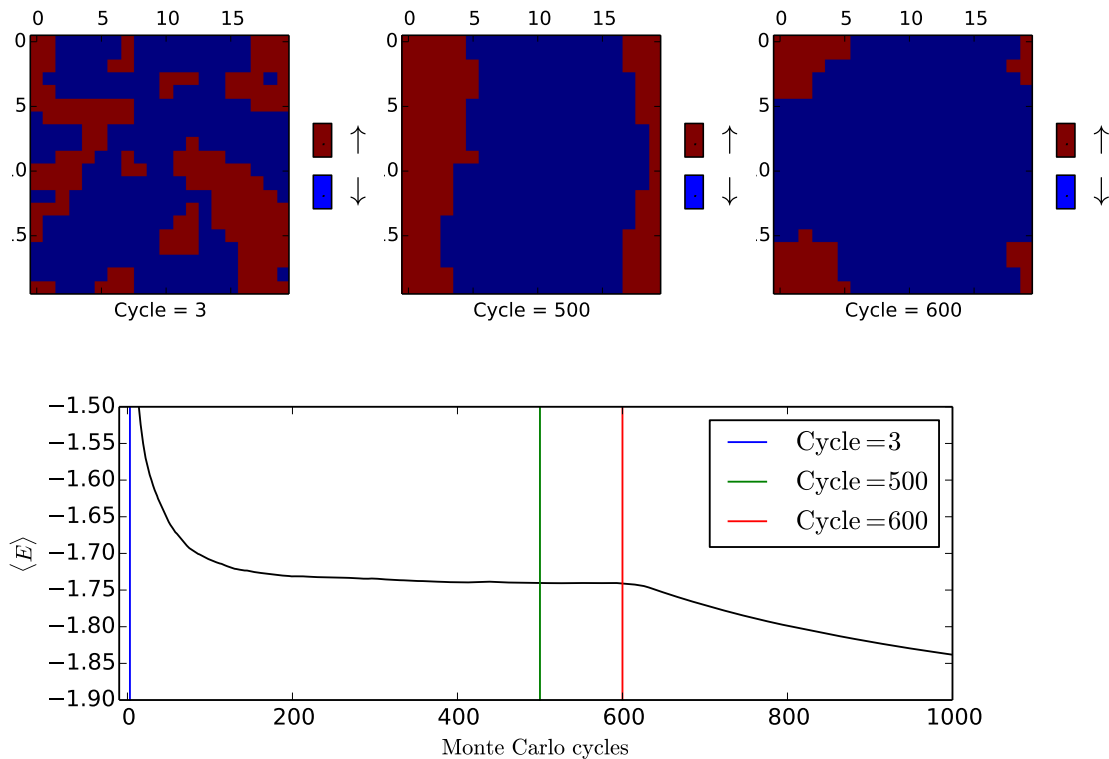 0 5 10 15 0 5 10 15 0 5 10 15
0 0 0
5 ↑ 5 ↑ 5 ↑
.0 ↓ .0 ↓ .0 ↓
.5 .5 .5
Cycle = 3 Cycle = 500 Cycle = 600
−1.50
−1.55 Cycle=3
−1.60 Cycle=500
−1.65 Cycle=600
−1.70
⟨E⟩
−1.75
−1.80
−1.85
−1.90
0 200 400 600 800 1000
Monte Carlo cycles